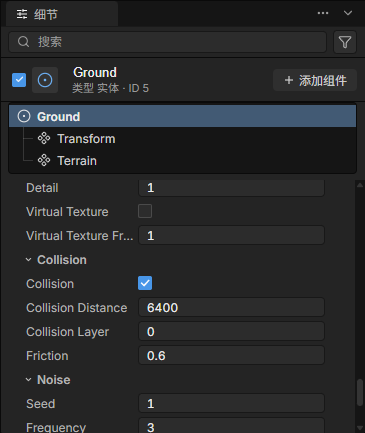 细节
搜索
Ground
类型 实体 · ID 5
添加组件
Ground
Transform
Terrain
Detail 1
Virtual Texture
Virtual Texture Fr... 1
Collision
Collision
Collision Distance 6400
Collision Layer 0
Friction 0.6
Noise
Seed 1
Frequency 3